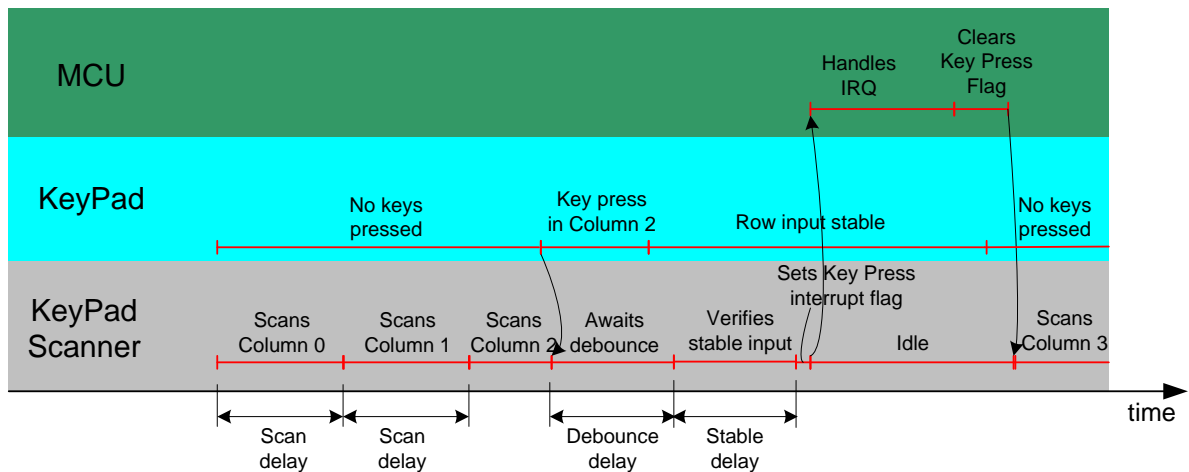 MCU
Handles
IRQ
Clears
Key Press
Flag
KeyPad
No keys
pressed
Key press
in Column 2
Row input stable
No keys
pressed
KeyPad
Scanner
Scans
Column 0
Scans
Column 1
Scans
Column 2
Awaits
debounce
Verifies
stable input
Sets Key Press
interrupt flag
Idle
Scans
Column 3
time
Scan
delay
Scan
delay
Debounce
delay
Stable
delay